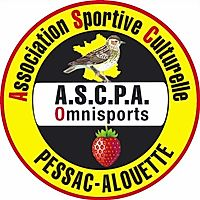 Association Sportive Culturelle
A.S.C.P.A.
Omnisports
PESSAC-ALOUETTE